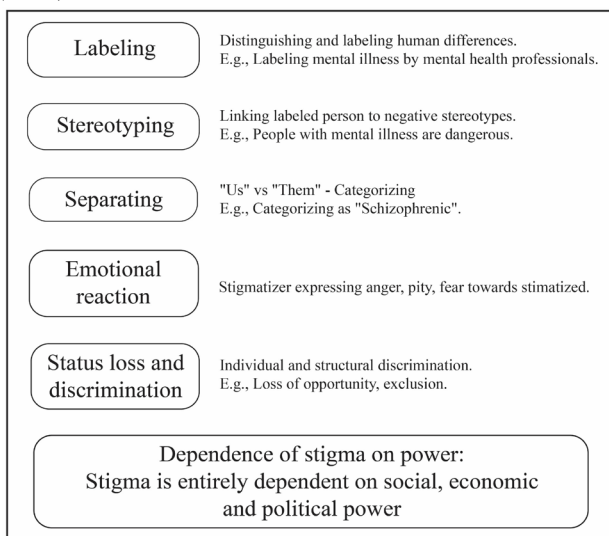 Labeling
Distinguishing and labeling human differences.
E.g., Labeling mental illness by mental health professionals.
Stereotyping
Linking labeled person to negative stereotypes.
E.g., People with mental illness are dangerous.
Separating
"Us" vs "Them" - Categorizing
E.g., Categorizing as "Schizophrenic".
Emotional
reaction
Stigmatizer expressing anger, pity, fear towards stimatized.
Status loss and
discrimination
Individual and structural discrimination.
E.g., Loss of opportunity, exclusion.
Dependence of stigma on power:
Stigma is entirely dependent on social, economic
and political power